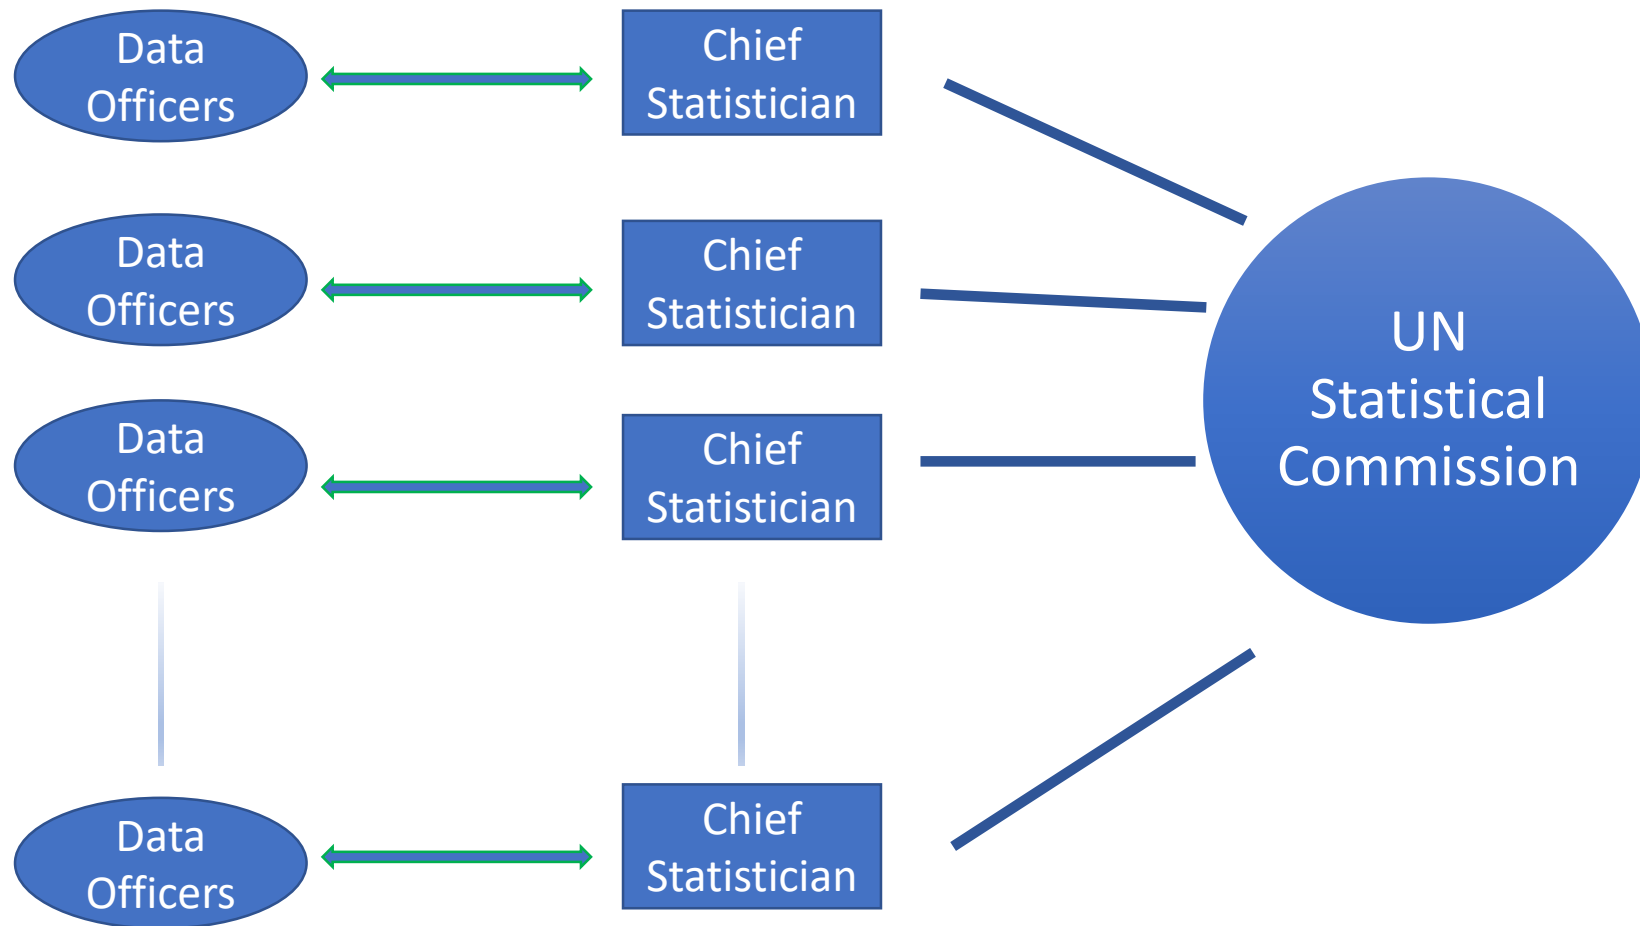 Data
Officers
Chief
Statistician
Data
Officers
Chief
Statistician
Data
Officers
Chief
Statistician
Data
Officers
Chief
Statistician
UN
Statistical
Commission